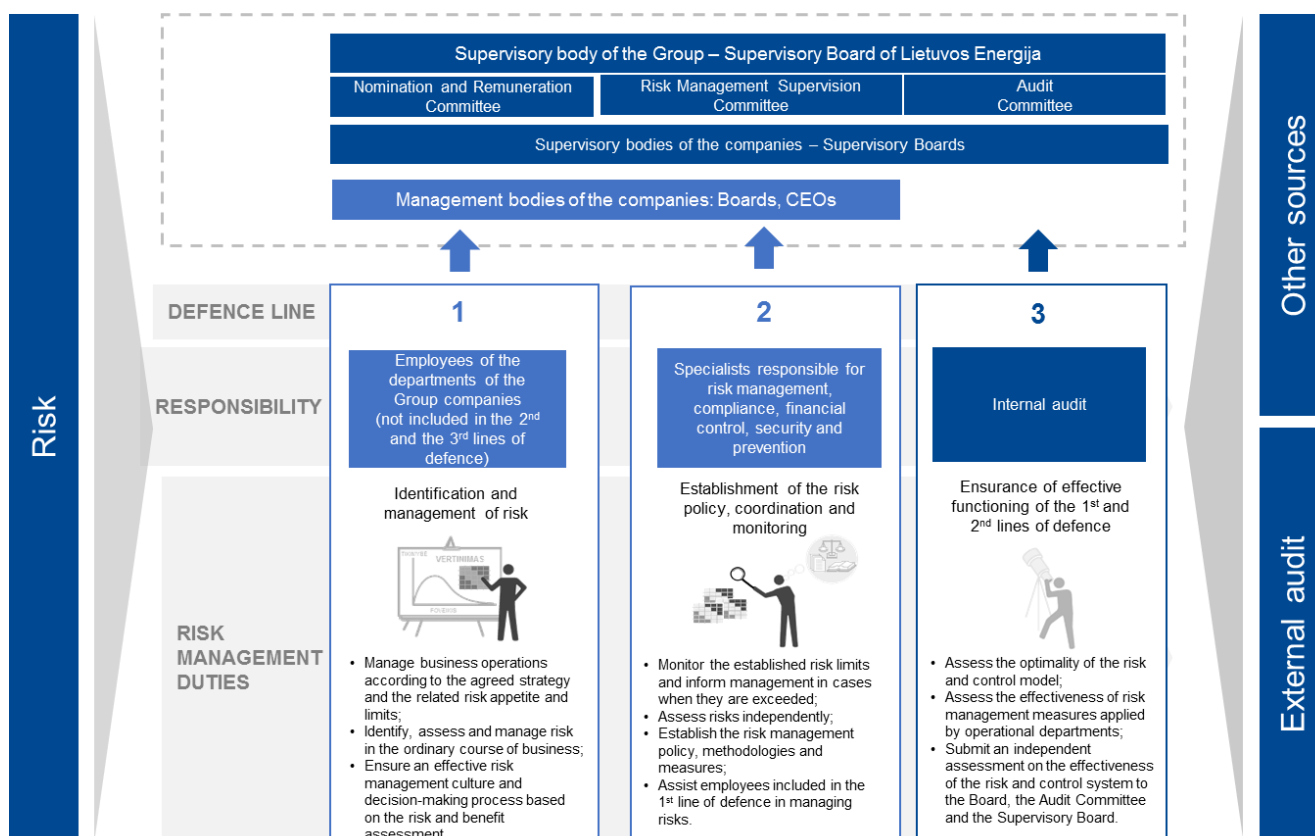 Risk
Supervisory body of the Group – Supervisory Board of Lietuvos Energija
Nomination and Remuneration
Committee
Risk Management Supervision
Committee
Audit
Committee
Supervisory bodies of the companies – Supervisory Boards
Management bodies of the companies: Boards, CEOs
DEFENCE LINE
1
2
3
RESPONSIBILITY
Employees of the
departments of the
Group companies
(not included in the 2nd
and the 3rd lines of
defence)
Specialists responsible for
risk management,
compliance, financial
control, security and
prevention
Internal audit
RISK
MANAGEMENT
DUTIES
Identification and
management of risk
VERTINIMAS
• Manage business operations
according to the agreed strategy
and the related risk appetite and
limits;
• Identify, assess and manage risk
in the ordinary course of business;
• Ensure an effective risk
management culture and
decision-making process based
on the risk and benefit
assessment
Establishment of the risk
policy, coordination and
monitoring
• Monitor the established risk limits
and inform management in cases
when they are exceeded;
• Assess risks independently;
• Establish the risk management
policy, methodologies and
measures;
• Assist employees included in the
1st line of defence in managing
risks.
Ensurance of effective
functioning of the 1st and
2nd lines of defence
• Assess the optimality of the risk
and control model;
• Assess the effectiveness of risk
management measures applied
by operational departments;
• Submit an independent
assessment on the effectiveness
of the risk and control system to
the Board, the Audit Committee
and the Supervisory Board.
Other sources
External audit